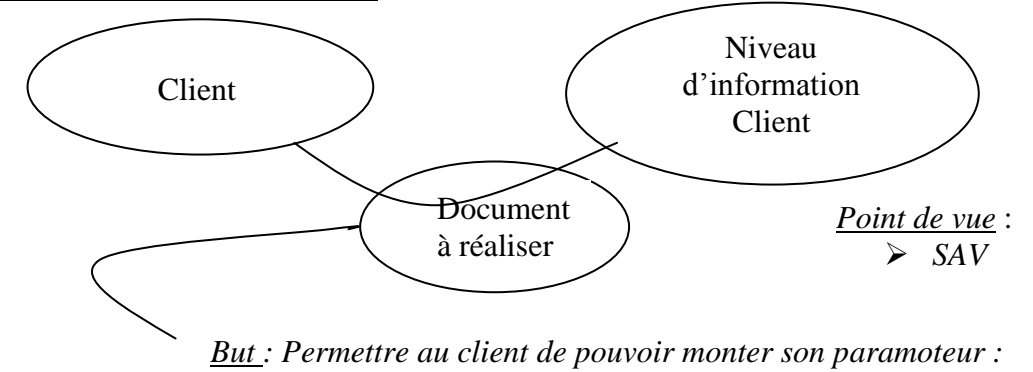 Client
Niveau
d’information
Client
Document
à réaliser
Point de vue :
➢ SAV
But : Permettre au client de pouvoir monter son paramoteur :